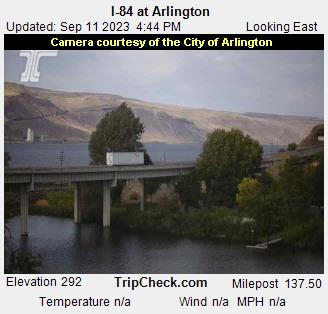 I-84 at Arlington
Updated: Sep 11 2023 4:44 PM Looking East
Camera courtesy of the City of Arlington
Elevation 292 TripCheck.com Milepost 137.50
Temperature n/a Wind n/a MPH n/a